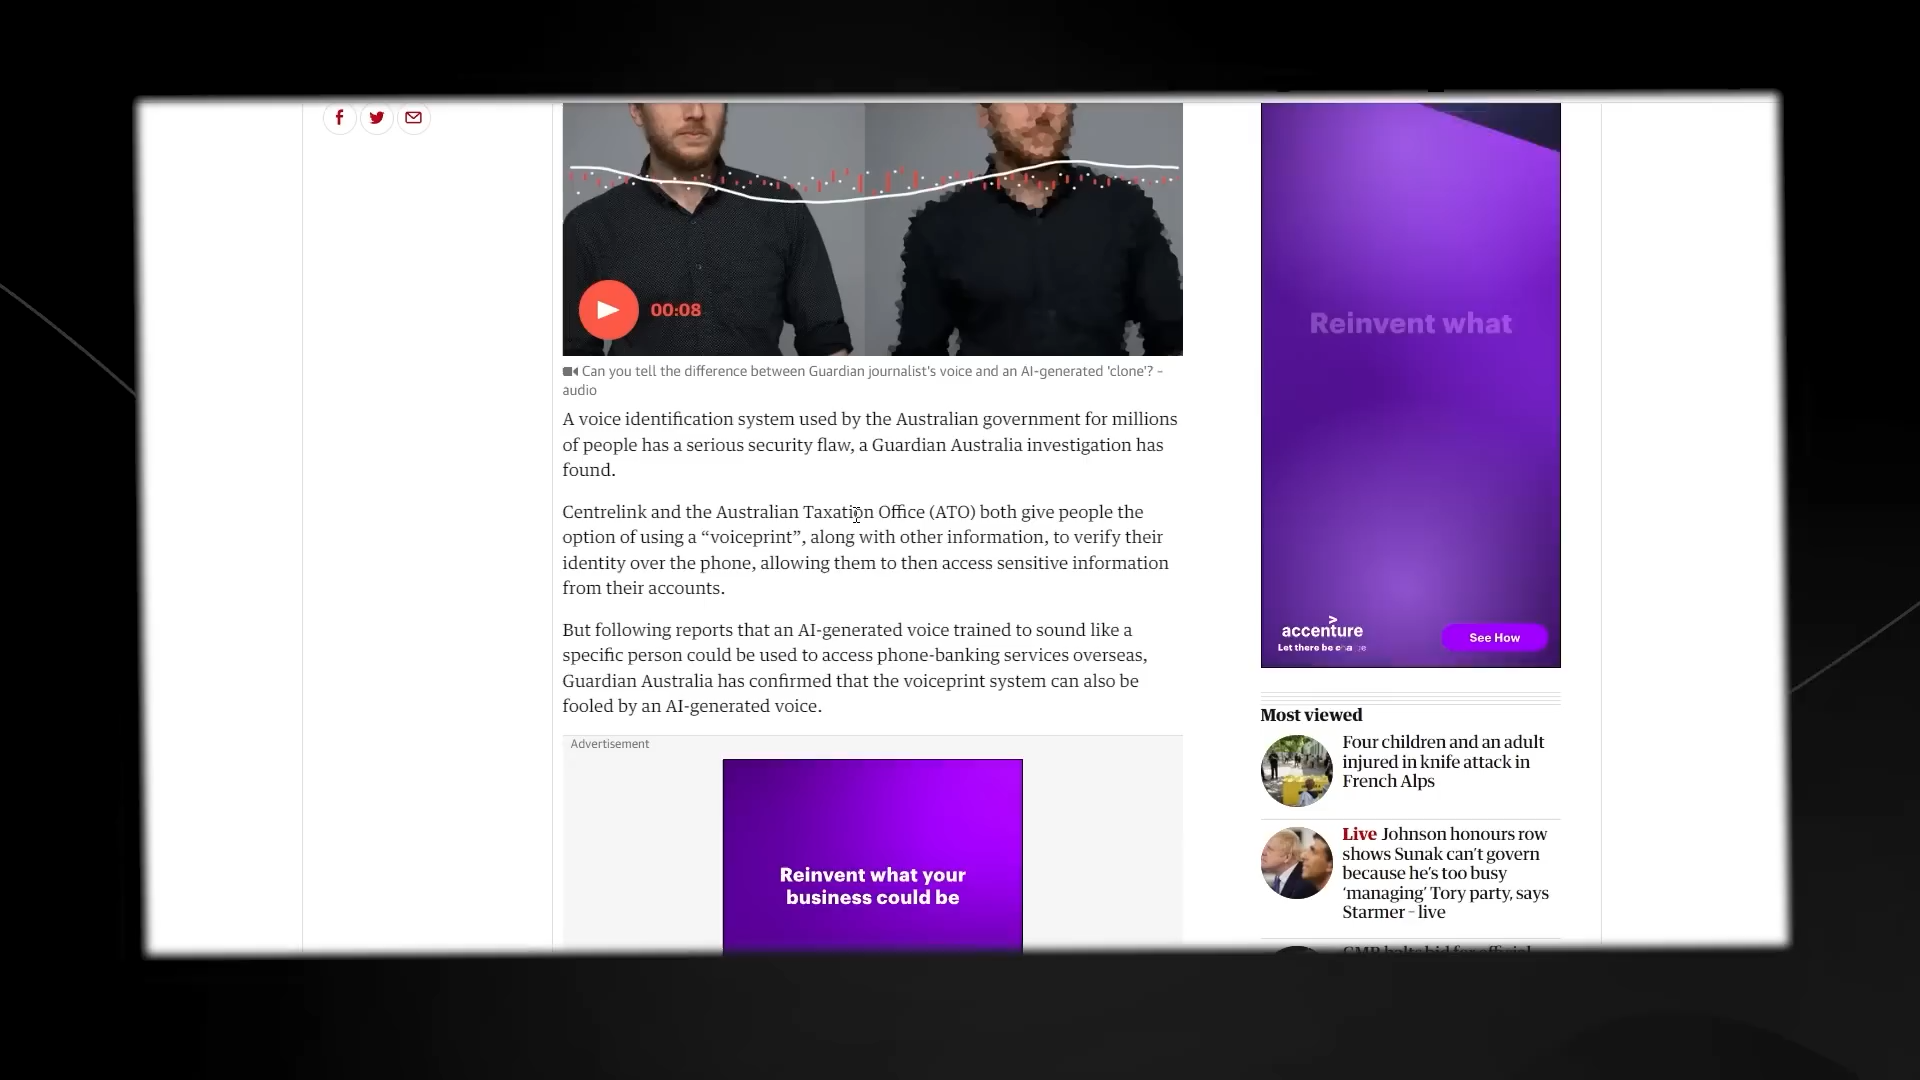 00:08
Can you tell the difference between Guardian journalist's voice and an AI-generated 'clone'? –
audio
A voice identification system used by the Australian government for millions
of people has a serious security flaw, a Guardian Australia investigation has
found.
Centrelink and the Australian Taxation Office (ATO) both give people the
option of using a “voiceprint”, along with other information, to verify their
identity over the phone, allowing them to then access sensitive information
from their accounts.
But following reports that an AI-generated voice trained to sound like a
specific person could be used to access phone-banking services overseas,
Guardian Australia has confirmed that the voiceprint system can also be
fooled by an AI-generated voice.
Advertisement
Reinvent what your
business could be
Reinvent what
accenture
Let there be
See How
Most viewed
Four children and an adult
injured in knife attack in
French Alps
Live Johnson honours row
shows Sunak can’t govern
because he’s too busy
‘managing’ Tory party, says
Starmer – live